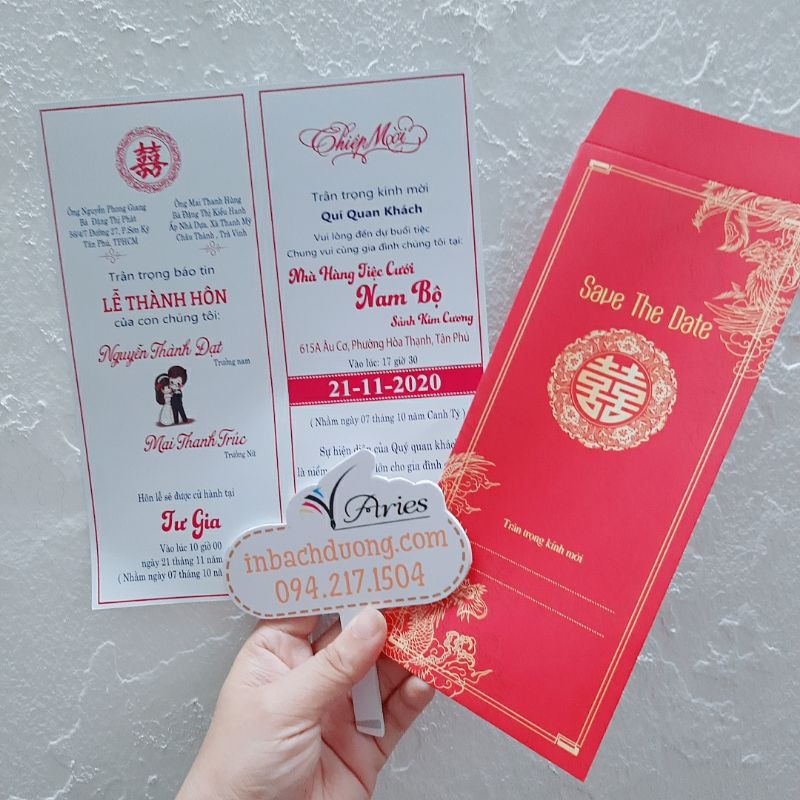 囍
Ông Nguyễn Phong Giang
Bà Đặng Thị Phát
Tân Phú, TPHCM
Ông Mai Thanh Hùng
Bà Đặng Thị Kiều Hạnh
Ấp Nhà Dựa, Xã Thanh Mỹ
Châu Thành, Trà Vinh
Trân trọng báo tin
LỄ THÀNH HÔN
của con chúng tôi:
Nguyễn Thành Đạt
Trưởng nam
Mai Thanh Trúc
Trưởng Nữ
Hôn lễ sẽ được cử hành tại
Tư Gia
Vào lúc 10 giờ 00
ngày 21 tháng 11 năm
( Nhằm ngày 07 tháng 10
Thiệp Mời
Trân trọng kính mời
Quí Quan Khách
Vui lòng đến dự buổi tiệc
Chung vui cùng gia đình chúng tôi tại:
Nhà Hàng Tiệc Cưới
Nam Bộ
Sảnh Kim Cương
615A Âu Cơ, Phường Hòa Thạnh, Tân Phú
Vào lúc: 17 giờ 30
21-11-2020
( Nhằm ngày 07 tháng 10 năm Canh Tý )
Sự hiện diện của Quý quan khách
là niềm lớn cho gia đình
Save The Date
囍
Trân trọng kính mời
Aries
inbachduong.com
094.217.1504